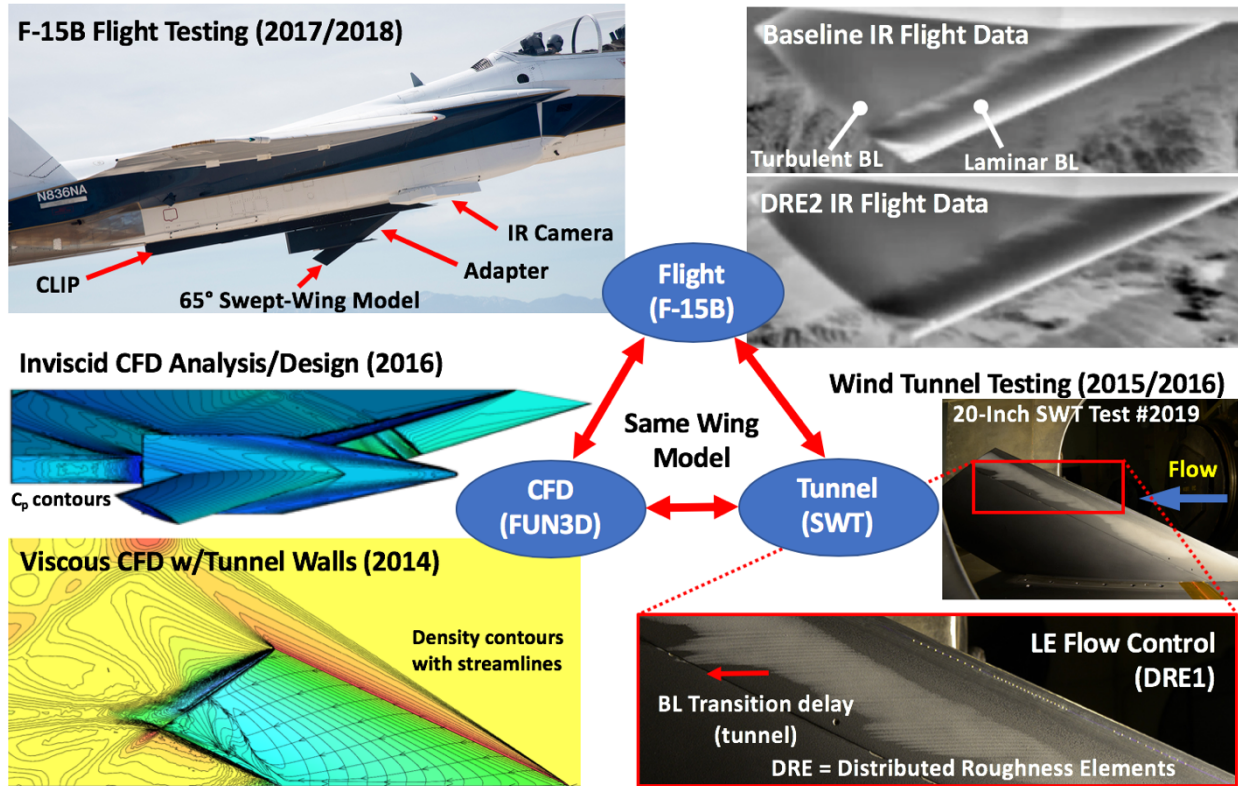 F-15B Flight Testing (2017/2018)
N836NA
CLIP
65° Swept-Wing Model
Adapter
IR Camera
Baseline IR Flight Data
Turbulent BL
Laminar BL
DRE2 IR Flight Data
Flight
(F-15B)
Same Wing
Model
CFD
(FUN3D)
Tunnel
(SWT)
Inviscid CFD Analysis/Design (2016)
Cp contours
Wind Tunnel Testing (2015/2016)
20-Inch SWT Test #2019
Flow
Viscous CFD w/Tunnel Walls (2014)
Density contours
with streamlines
LE Flow Control
(DRE1)
BL Transition delay
(tunnel)
DRE = Distributed Roughness Elements